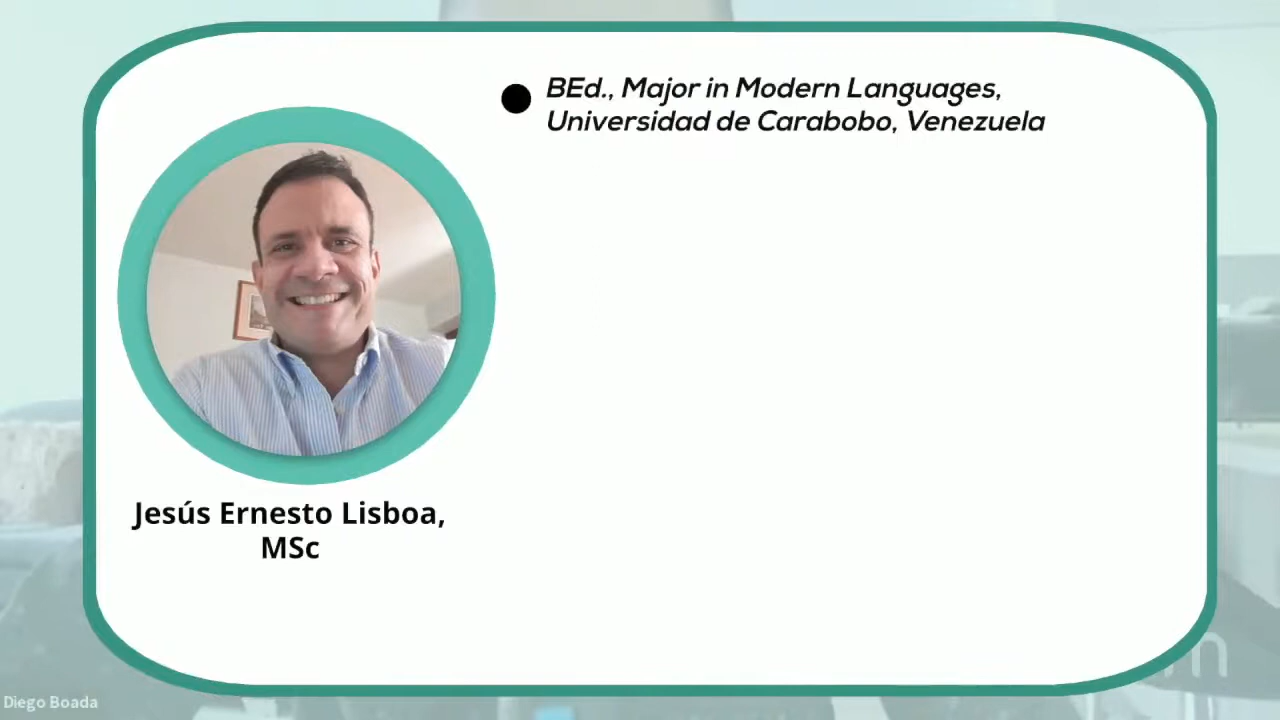 BEd., Major in Modern Languages,
Universidad de Carabobo, Venezuela
Jesús Ernesto Lisboa,
MSc
Diego Boada